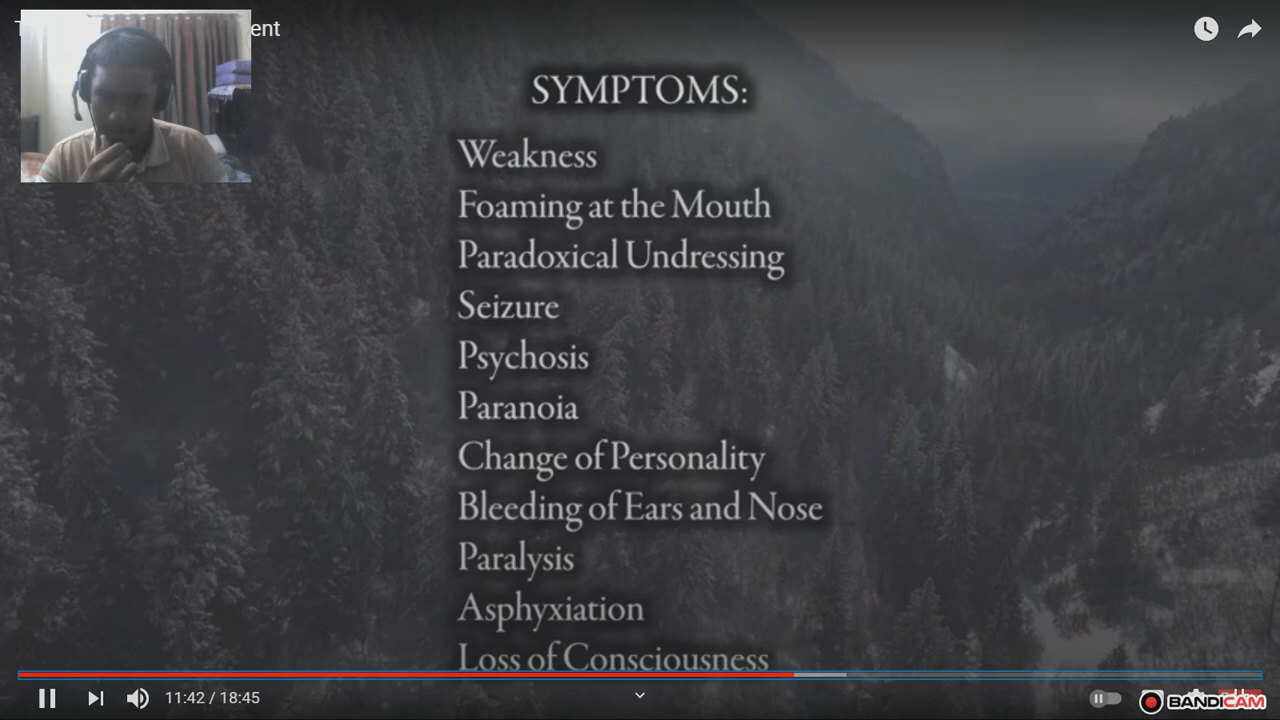 ent
SYMPTOMS:
Weakness
Foaming at the Mouth
Paradoxical Undressing
Seizure
Psychosis
Paranoia
Change of Personality
Bleeding of Ears and Nose
Paralysis
Asphyxiation
Loss of Consciousness
11:42 / 18:45
BANDICAM